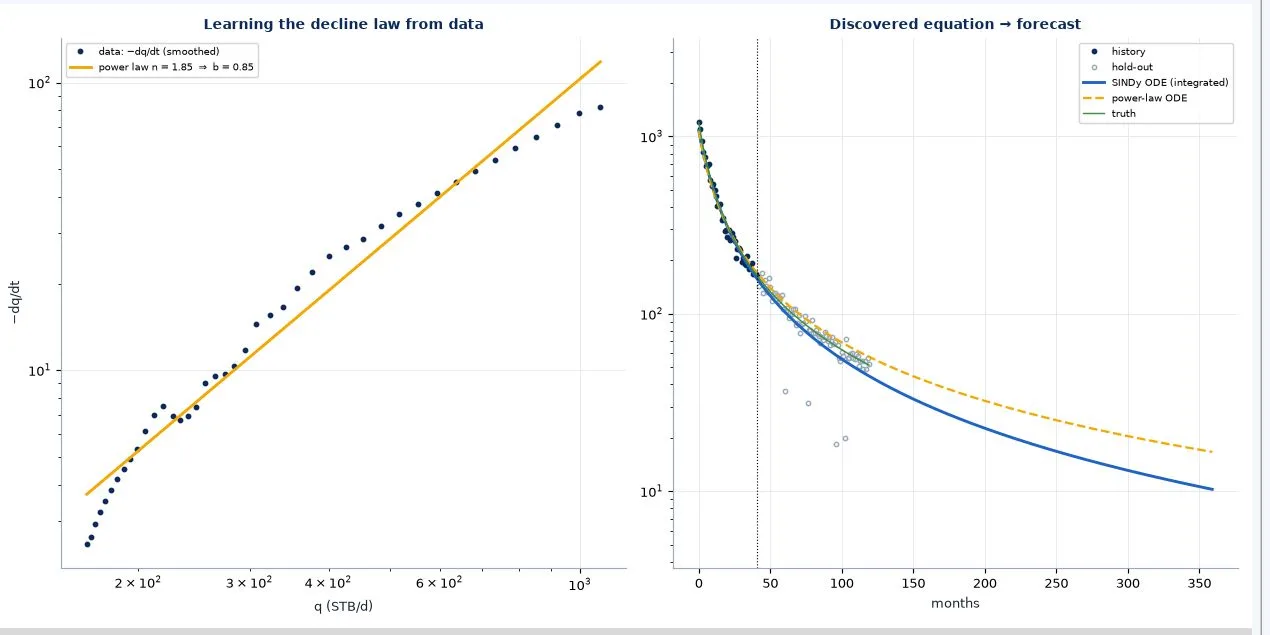 Learning the decline law from data
data: −dq/dt (smoothed)
power law n = 1.85 ⇒ b = 0.85
10²
10¹
−dq/dt
2 × 10²
3 × 10²
4 × 10²
6 × 10²
10³
q (STB/d)
Discovered equation → forecast
history
hold-out
SINDy ODE (integrated)
power-law ODE
truth
10³
10²
10¹
0
50
100
150
200
250
300
350
months